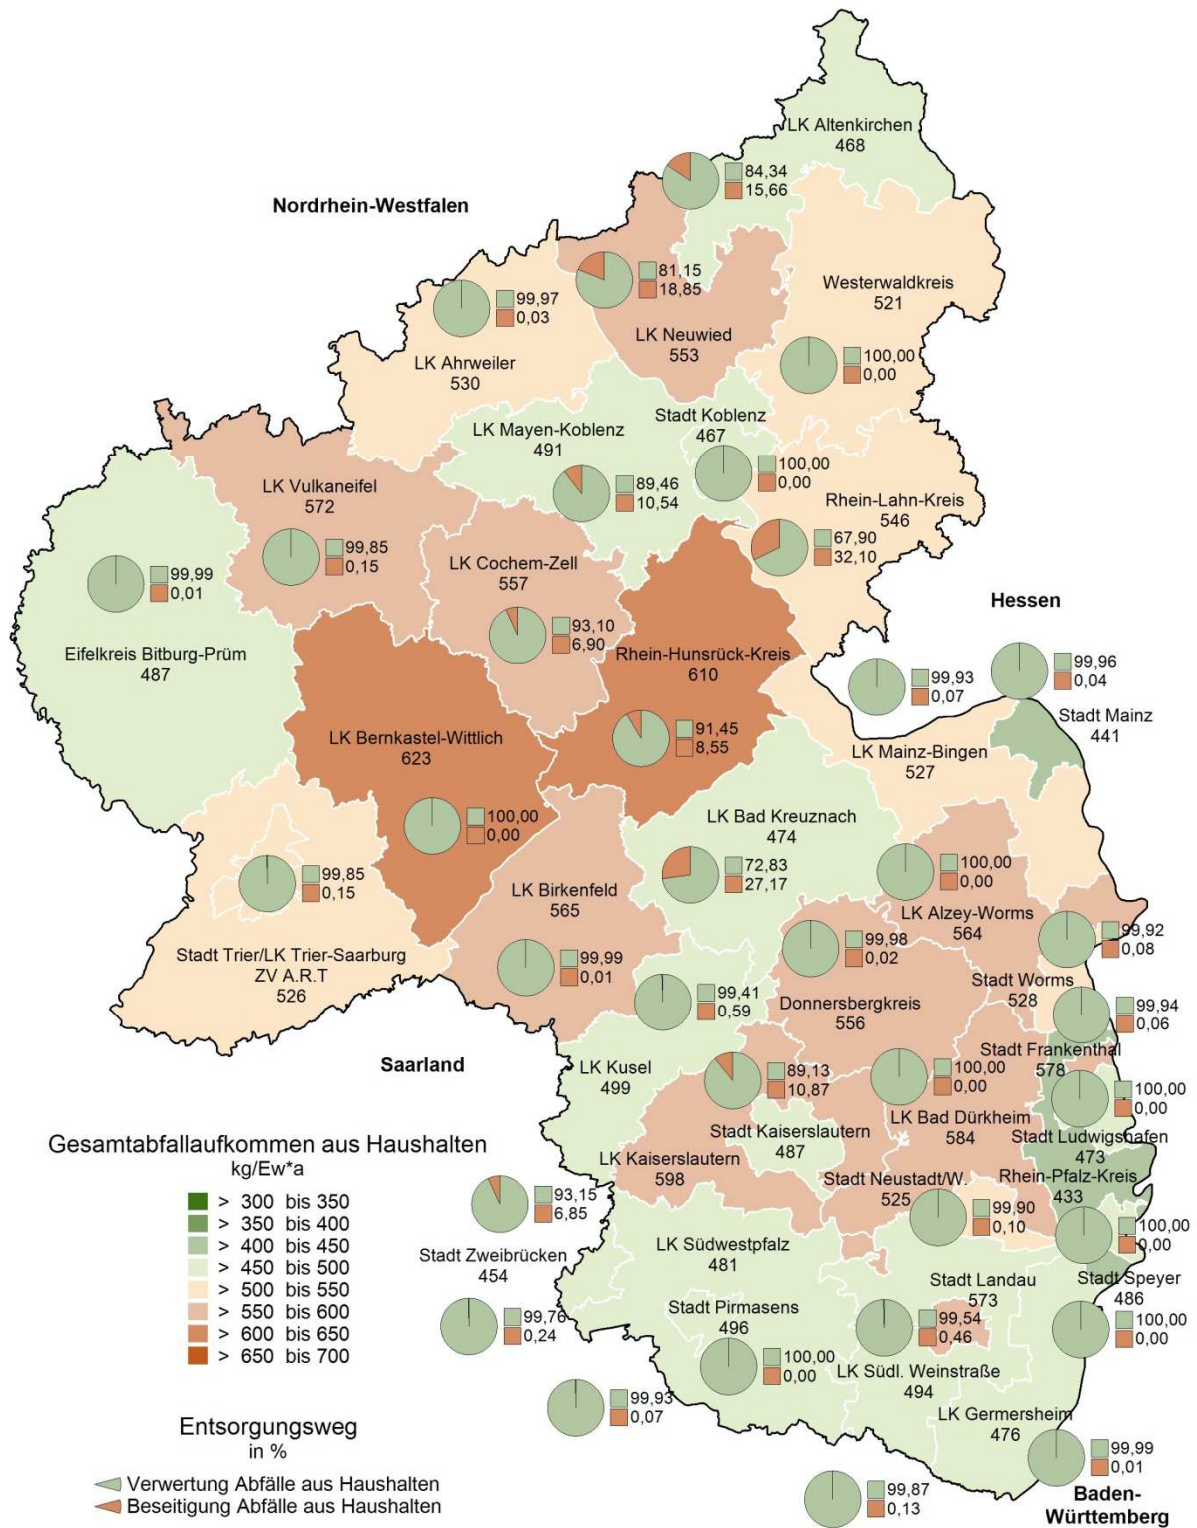 LK Altenkirchen
468
84,34
15,66
Nordrhein-Westfalen
81,15
18,85
Westerwaldkreis
521
99,97
0,03
LK Neuwied
553
LK Ahrweiler
530
100,00
0,00
Stadt Koblenz
467
LK Mayen-Koblenz
491
100,00
0,00
89,46
10,54
LK Vulkaneifel
572
Rhein-Lahn-Kreis
546
67,90
32,10
99,85
0,15
LK Cochem-Zell
557
99,99
0,01
Hessen
93,10
6,90
Eifelkreis Bitburg-Prüm
487
Rhein-Hunsrück-Kreis
610
99,93
0,07
99,96
0,04
Stadt Mainz
441
91,45
8,55
LK Bernkastel-Wittlich
623
LK Mainz-Bingen
527
100,00
0,00
LK Bad Kreuznach
474
99,85
0,15
72,83
27,17
100,00
0,00
LK Birkenfeld
565
LK Alzey-Worms
564
99,92
0,08
Stadt Trier/LK Trier-Saarburg
ZV A.R.T
526
99,99
0,01
99,98
0,02
99,41
0,59
Stadt Worms
528
Donnersbergkreis
556
99,94
0,06
Saarland
LK Kusel
499
Stadt Frankenthal
578
89,13
10,87
100,00
0,00
100,00
0,00
LK Bad Dürkheim
584
Stadt Kaiserslautern
487
Stadt Ludwigshafen
473
LK Kaiserslautern
598
Stadt Neustadt/W.
525
Rhein-Pfalz-Kreis
433
Gesamtabfallaufkommen aus Haushalten
kg/Ew*a
> 300 bis 350
> 350 bis 400
> 400 bis 450
> 450 bis 500
> 500 bis 550
> 550 bis 600
> 600 bis 650
> 650 bis 700
93,15
6,85
99,90
0,10
100,00
0,00
Stadt Zweibrücken
454
LK Südwestpfalz
481
Stadt Landau
573
Stadt Speyer
486
99,76
0,24
Stadt Pirmasens
496
99,54
0,46
100,00
0,00
100,00
0,00
LK Südl. Weinstraße
494
99,93
0,07
LK Germersheim
476
Entsorgungsweg
in %
Verwertung Abfälle aus Haushalten
Beseitigung Abfälle aus Haushalten
99,99
0,01
99,87
0,13
Baden-
Württemberg